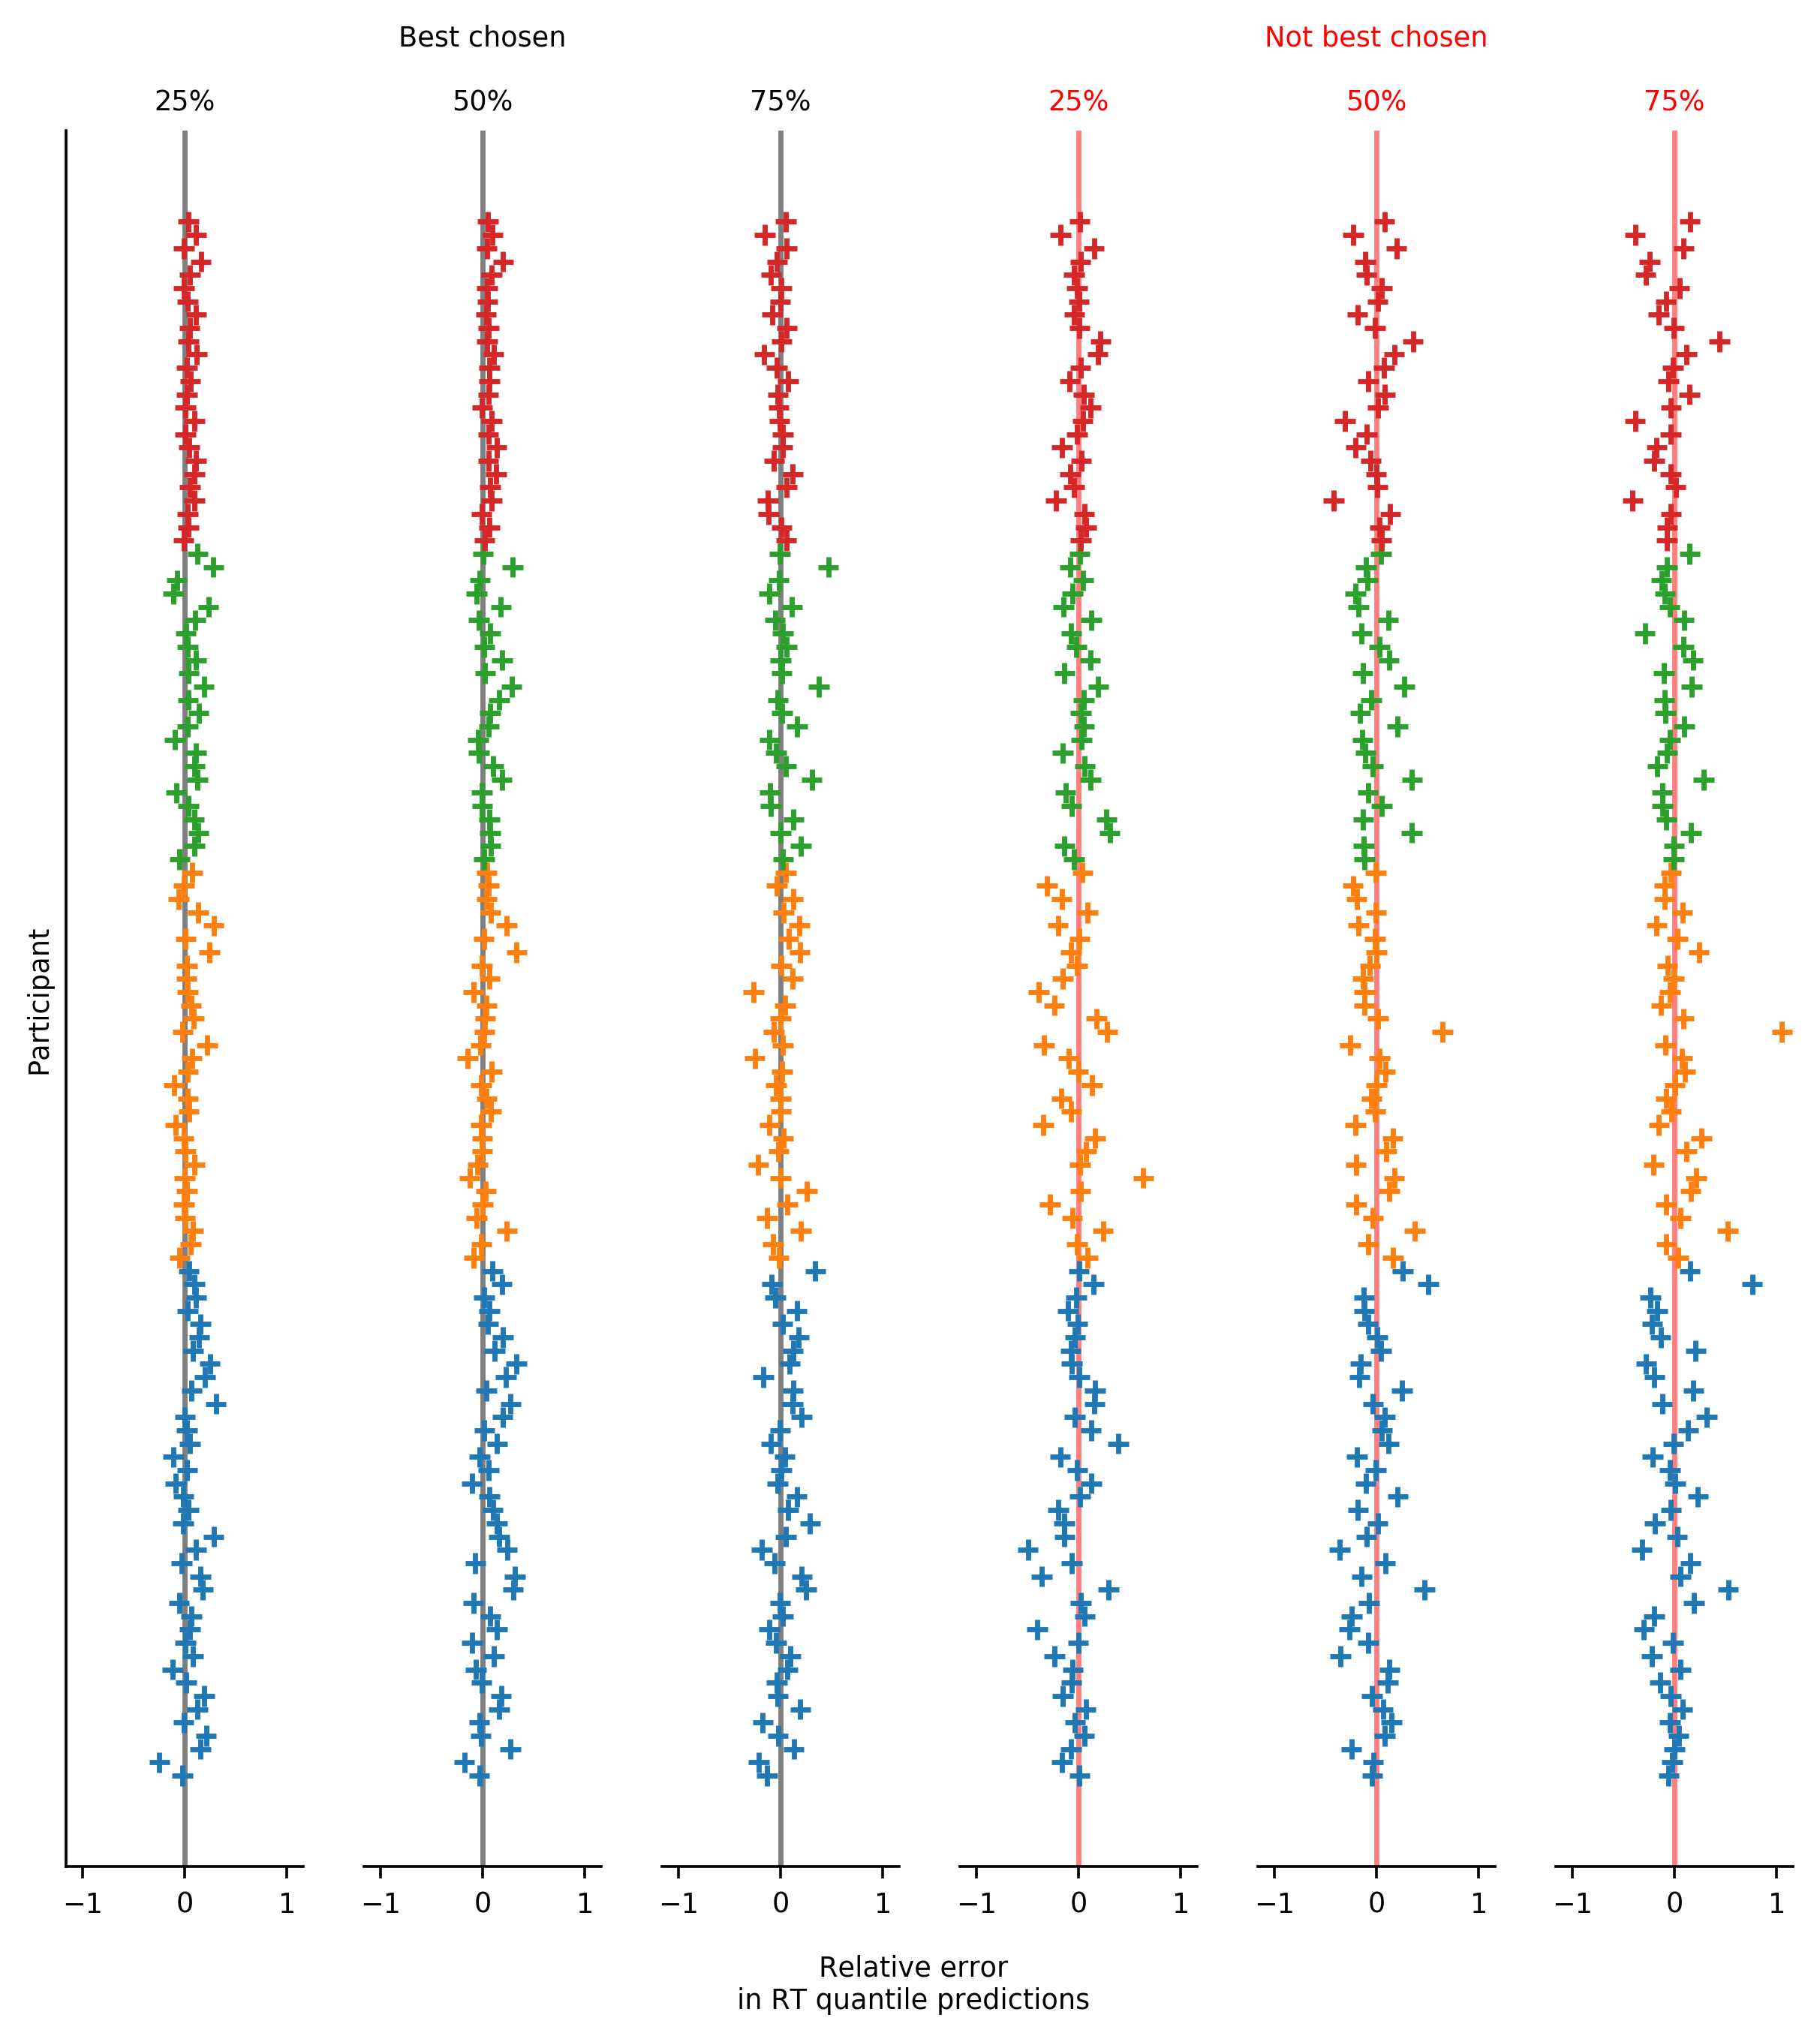 Best chosen
Not best chosen
25%
50%
75%
25%
50%
75%
Participant
−1 0 1
−1 0 1
−1 0 1
−1 0 1
−1 0 1
−1 0 1
Relative error
in RT quantile predictions